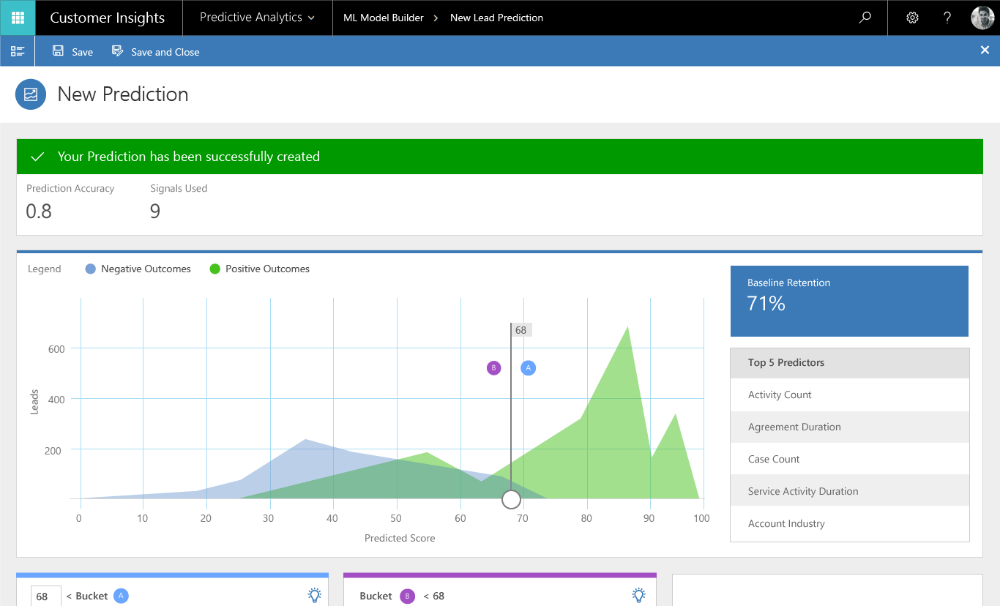 Customer Insights
Predictive Analytics
ML Model Builder > New Lead Prediction
?
Save
Save and Close
New Prediction
Your Prediction has been successfully created
Prediction Accuracy
0.8
Signals Used
9
Legend
Negative Outcomes
Positive Outcomes
Leads
600
400
200
68
B
A
0 10 20 30 40 50 60 70 80 90 100
Predicted Score
Baseline Retention
71%
Top 5 Predictors
Activity Count
Agreement Duration
Case Count
Service Activity Duration
Account Industry
68 < Bucket A
Bucket B < 68